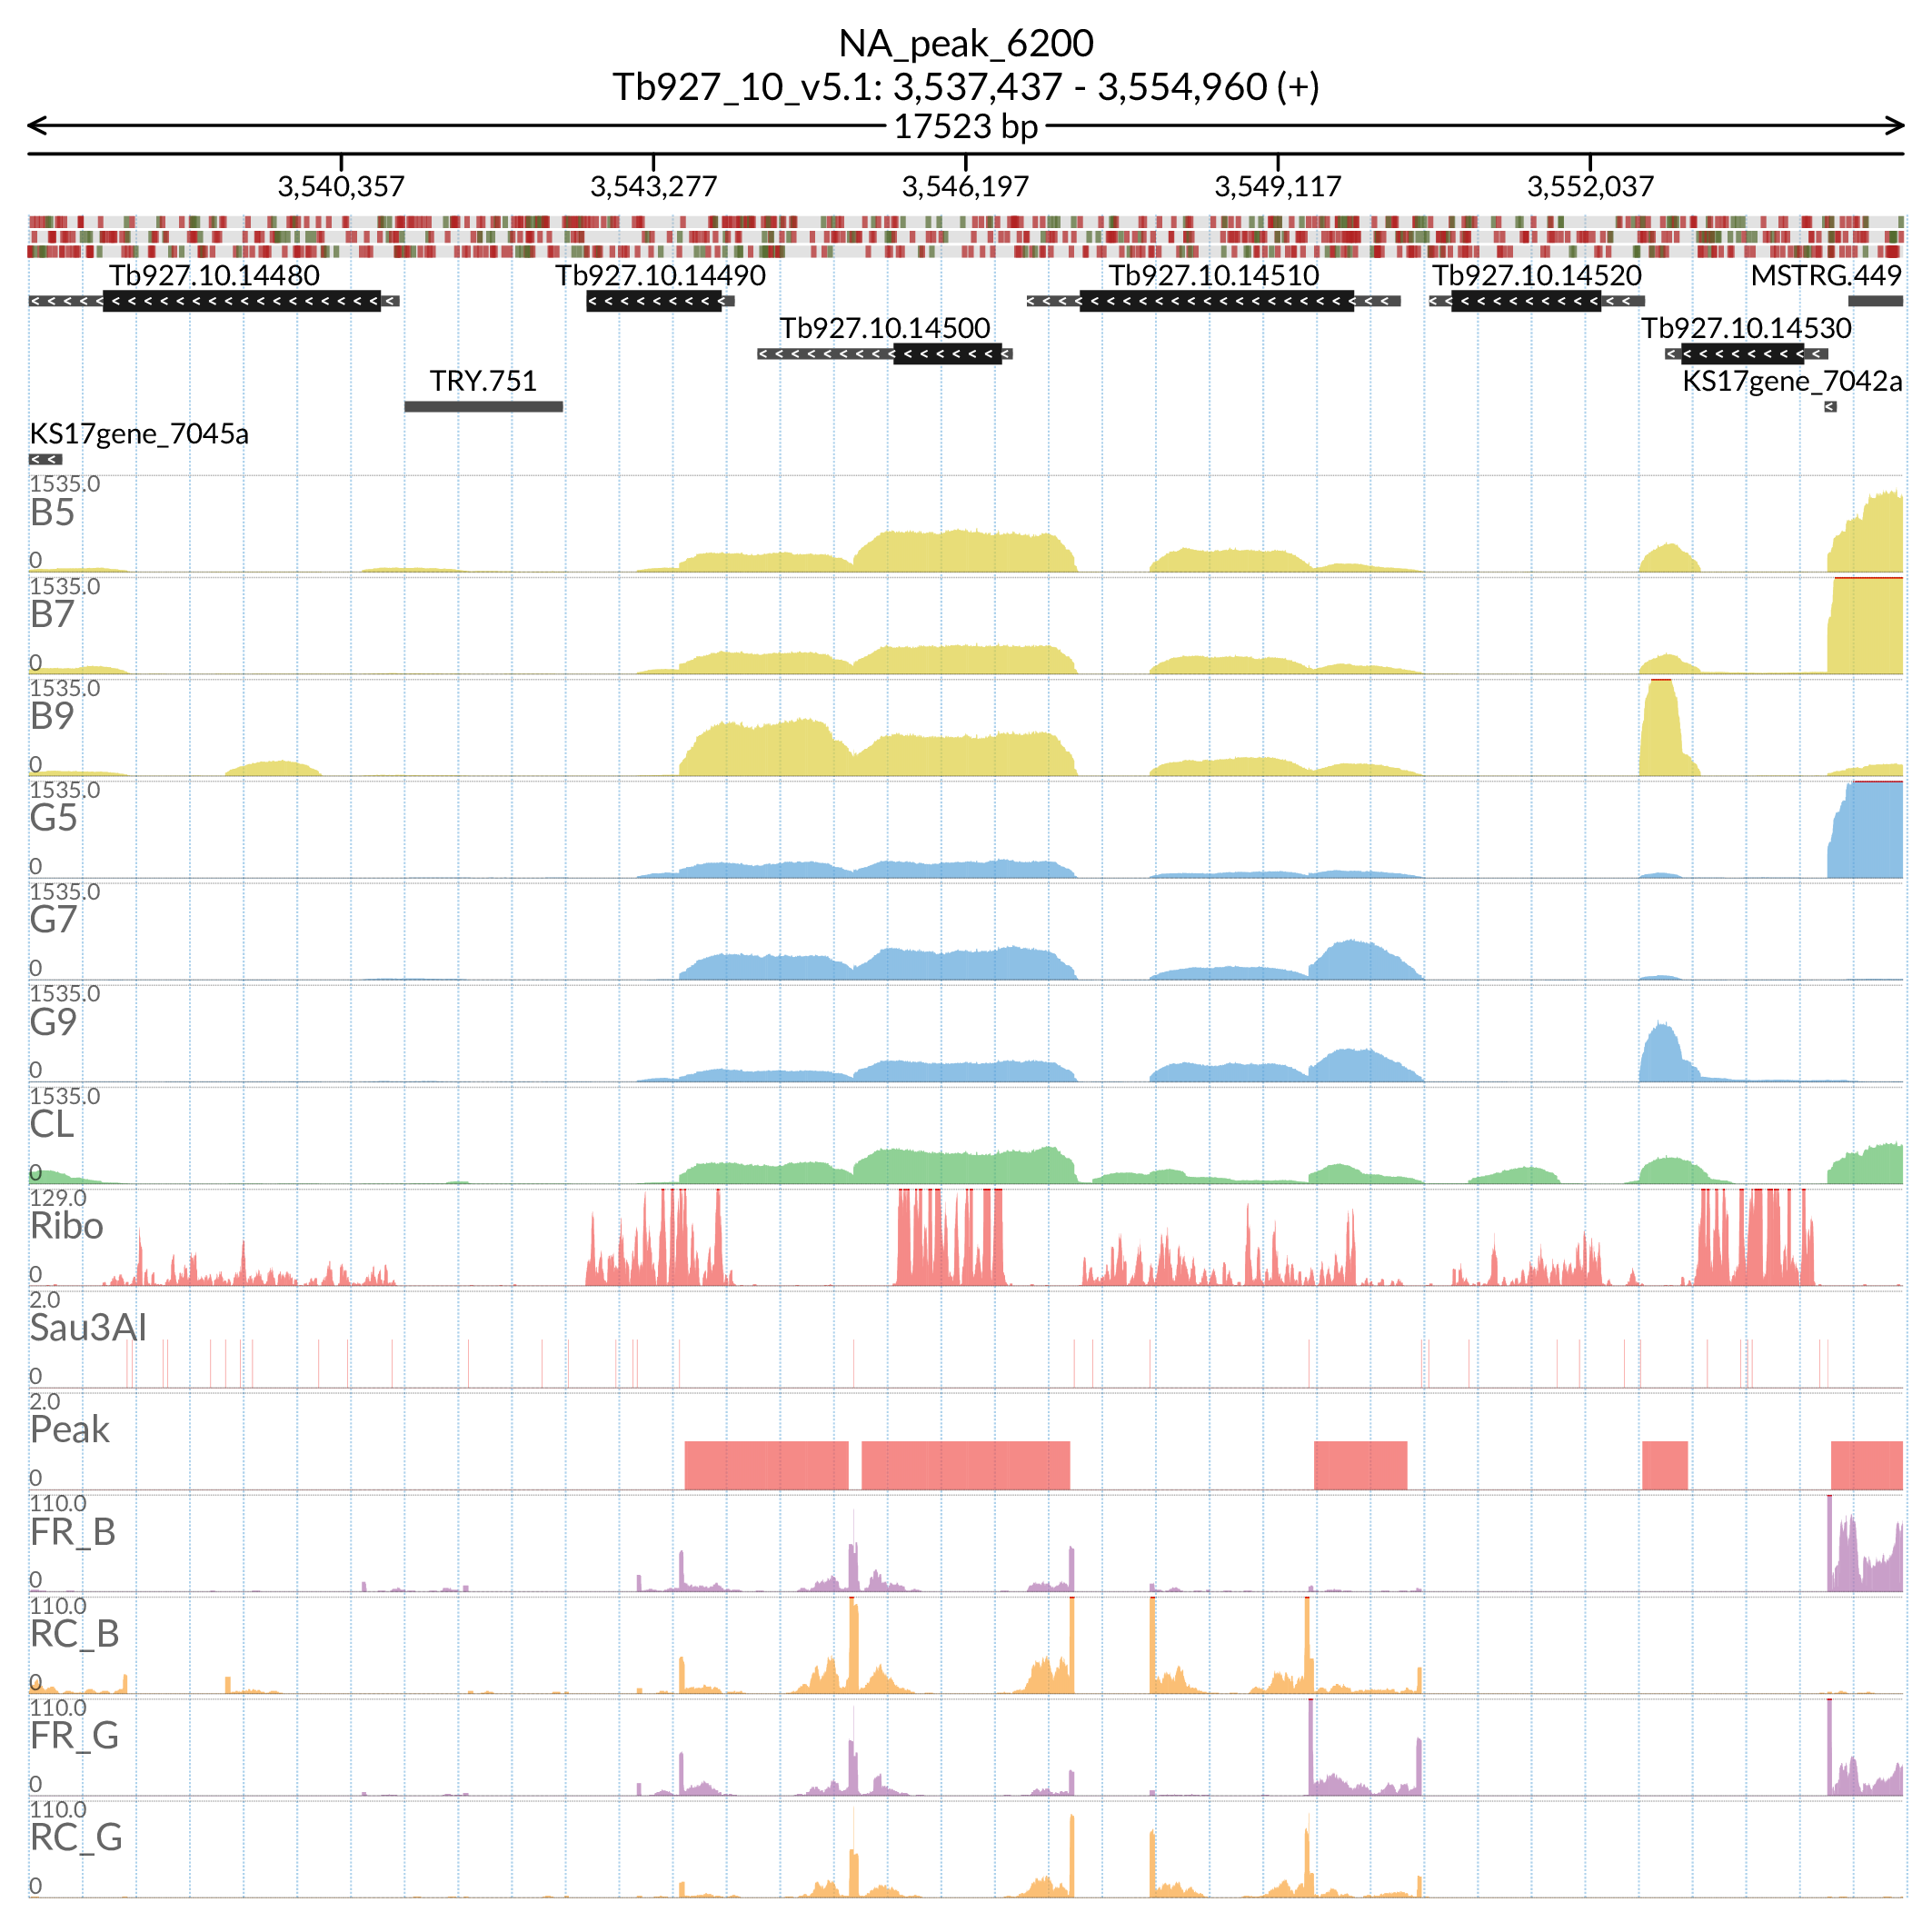 NA_peak_6200
Tb927_10_v5.1: 3,537,437 - 3,554,960 (+)
17523 bp
3,540,357 3,543,277 3,546,197 3,549,117 3,552,037
Tb927.10.14480 Tb927.10.14490 Tb927.10.14510 Tb927.10.14520 MSTRG.449
Tb927.10.14500 Tb927.10.14530
TRY.751 KS17gene_7042a
KS17gene_7045a
1535.0
B5
0
1535.0
B7
0
1535.0
B9
0
1535.0
G5
0
1535.0
G7
0
1535.0
G9
0
1535.0
CL
0
129.0
Ribo
0
2.0
Sau3AI
0
2.0
Peak
0
110.0
FR_B
0
110.0
RC_B
0
110.0
FR_G
0
110.0
RC_G
0